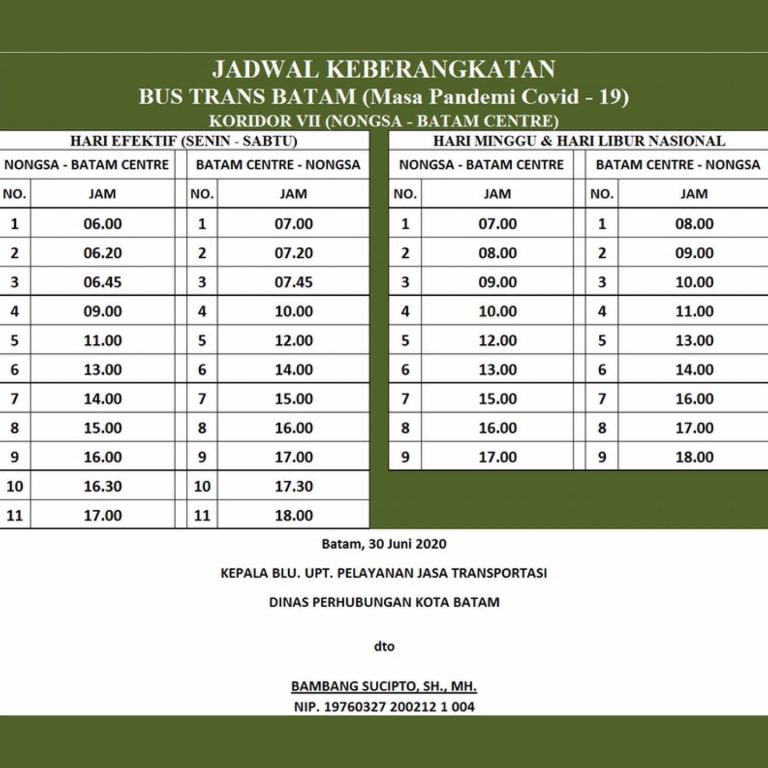 JADWAL KEBERANGKATAN
BUS TRANS BATAM (Masa Pandemi Covid - 19)
KORIDOR VII (NONGSA - BATAM CENTRE)
HARI EFEKTIF (SENIN - SABTU) HARI MINGGU & HARI LIBUR NASIONAL
NONGSA - BATAM CENTRE BATAM CENTRE - NONGSA NONGSA - BATAM CENTRE BATAM CENTRE - NONGSA
NO. JAM NO. JAM NO. JAM NO. JAM
1 06.00 1 07.00 1 07.00 1 08.00
2 06.20 2 07.20 2 08.00 2 09.00
3 06.45 3 07.45 3 09.00 3 10.00
4 09.00 4 10.00 4 10.00 4 11.00
5 11.00 5 12.00 5 12.00 5 13.00
6 13.00 6 14.00 6 13.00 6 14.00
7 14.00 7 15.00 7 15.00 7 16.00
8 15.00 8 16.00 8 16.00 8 17.00
9 16.00 9 17.00 9 17.00 9 18.00
10 16.30 10 17.30
11 17.00 11 18.00
Batam, 30 Juni 2020
KEPALA BLU. UPT. PELAYANAN JASA TRANSPORTASI
DINAS PERHUBUNGAN KOTA BATAM
dto
BAMBANG SUCIPTO, SH., MH.
NIP. 19760327 200212 1 004